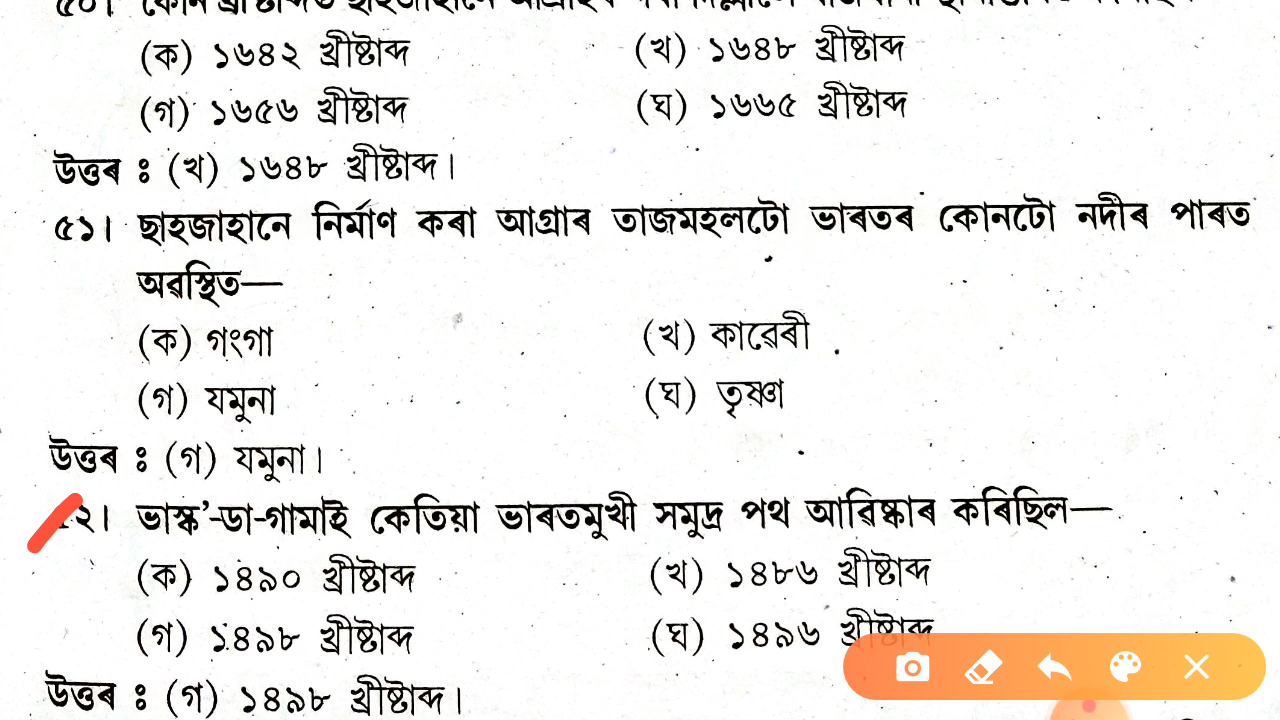 (ক) ১৬৪২ খ্ৰীষ্টাব্দ (খ) ১৬৪৮ খ্ৰীষ্টাব্দ
(গ) ১৬৫৬ খ্ৰীষ্টাব্দ (ঘ) ১৬৬৫ খ্ৰীষ্টাব্দ
উত্তৰ : (খ) ১৬৪৮ খ্ৰীষ্টাব্দ।
৫১। ছাহজাহানে নিৰ্মাণ কৰা আগ্ৰাৰ তাজমহলটো ভাৰতৰ কোনটো নদীৰ পাৰত
অৱস্থিত—
(ক) গংগা (খ) কাৱেৰী
(গ) যমুনা (ঘ) তৃষ্ণা
উত্তৰ : (গ) যমুনা।
২। ভাস্ক'-ডা-গামাই কেতিয়া ভাৰতমুখী সমুদ্ৰ পথ আৱিষ্কাৰ কৰিছিল—
(ক) ১৪৯০ খ্ৰীষ্টাব্দ (খ) ১৪৮৬ খ্ৰীষ্টাব্দ
(গ) ১৪৯৮ খ্ৰীষ্টাব্দ (ঘ) ১৪৯৬ খ্ৰীষ্টাব্দ
উত্তৰ : (গ) ১৪৯৮ খ্ৰীষ্টাব্দ।